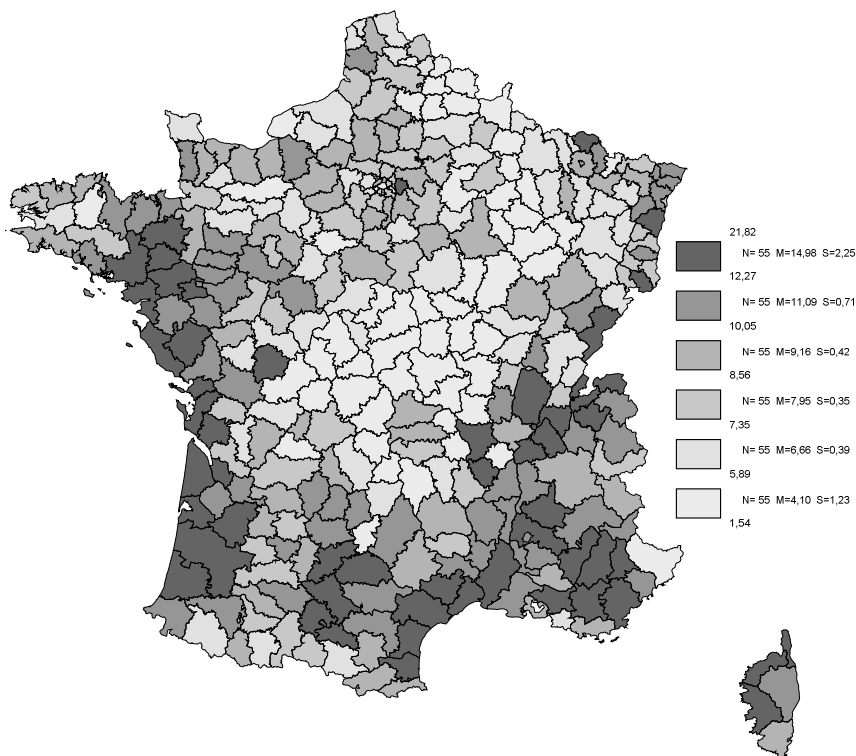 21,82
N= 55 M=14,98 S=2,25
12,27
N= 55 M=11,09 S=0,71
10,05
N= 55 M=9,16 S=0,42
8,56
N= 55 M=7,95 S=0,35
7,35
N= 55 M=6,66 S=0,39
5,89
N= 55 M=4,10 S=1,23
1,54